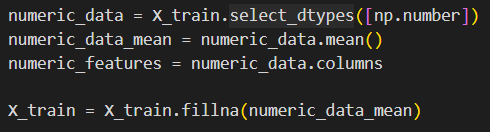 numeric_data = X_train.select_dtypes([np.number])
numeric_data_mean = numeric_data.mean()
numeric_features = numeric_data.columns
X_train = X_train.fillna(numeric_data_mean)